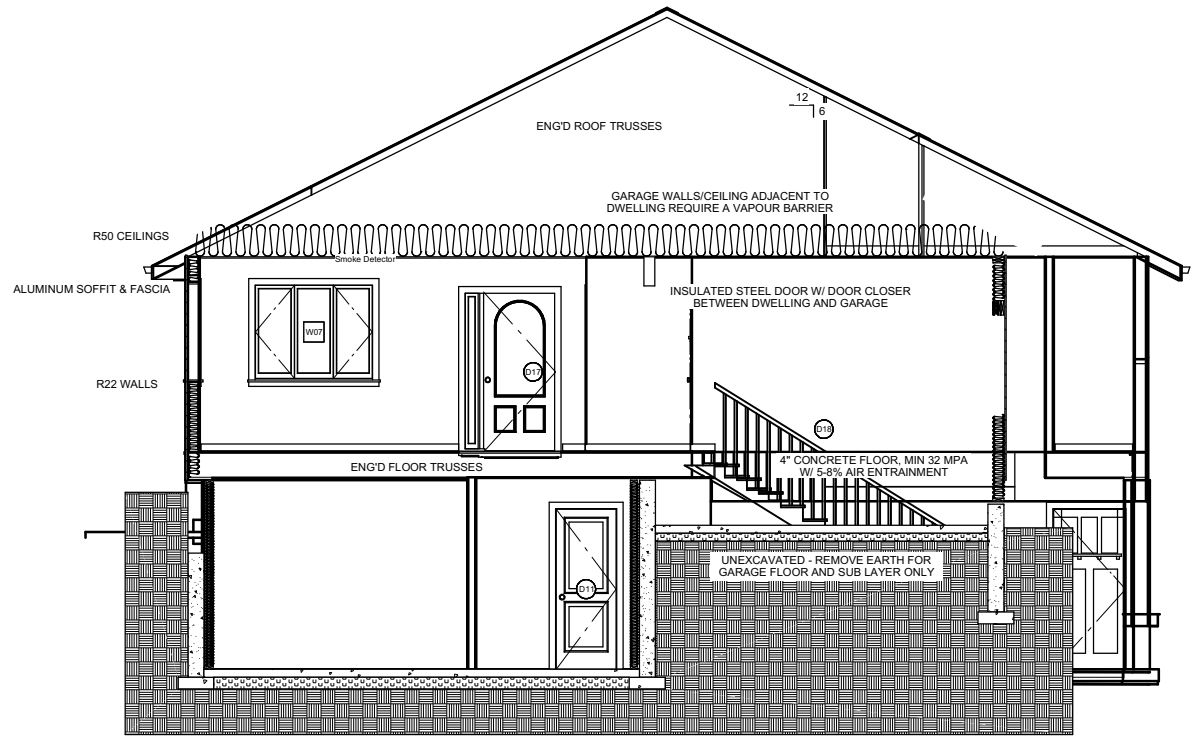 12
6
ENG'D ROOF TRUSSES
GARAGE WALLS/CEILING ADJACENT TO
DWELLING REQUIRE A VAPOUR BARRIER
R50 CEILINGS
Smoke Detector
ALUMINUM SOFFIT & FASCIA
INSULATED STEEL DOOR W/ DOOR CLOSER
BETWEEN DWELLING AND GARAGE
W07
D17
R22 WALLS
D18
ENG'D FLOOR TRUSSES
4" CONCRETE FLOOR, MIN 32 MPA
W/ 5-8% AIR ENTRAINMENT
UNEXCAVATED - REMOVE EARTH FOR
GARAGE FLOOR AND SUB LAYER ONLY
D11